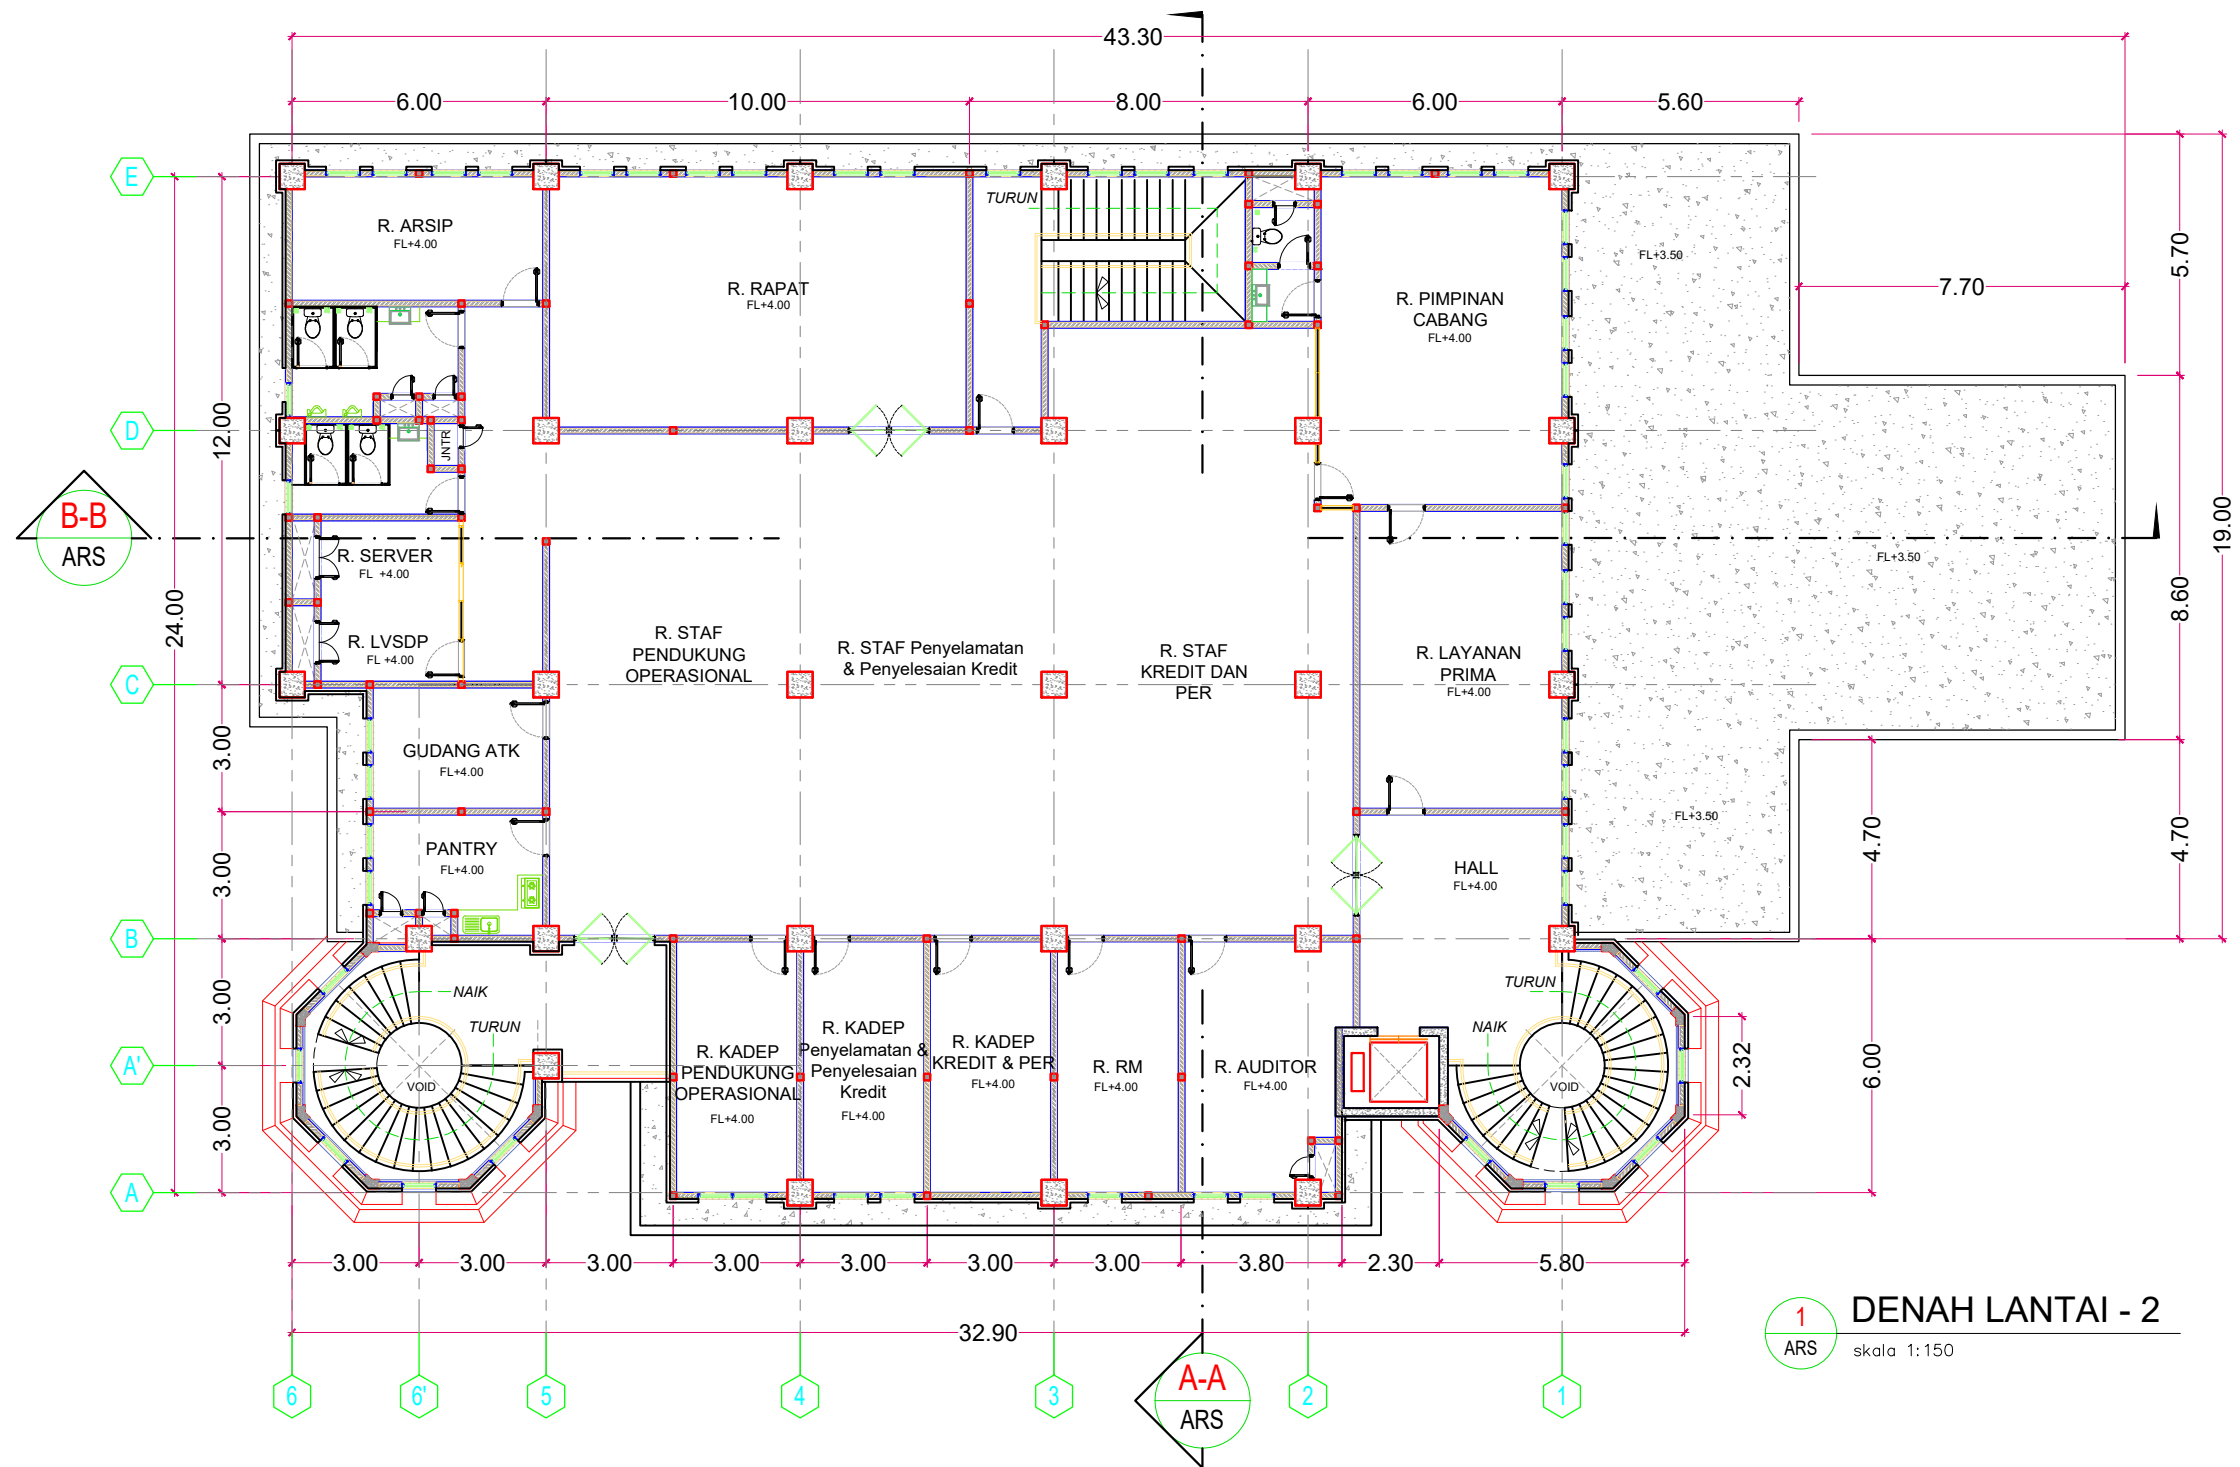 43.30
6.00
10.00
8.00
6.00
5.60
E
TURUN
R. ARSIP
FL+4.00
R. RAPAT
FL+4.00
R. PIMPINAN
CABANG
FL+4.00
FL+3.50
5.70
7.70
12.00
D
JNTR
B-B
ARS
R. SERVER
FL +4.00
FL+3.50
19.00
24.00
8.60
R. LVSDP
FL +4.00
R. STAF
PENDUKUNG
OPERASIONAL
R. STAF Penyelamatan
& Penyelesaian Kredit
R. STAF
KREDIT DAN
PER
R. LAYANAN
PRIMA
FL+4.00
C
3.00
GUDANG ATK
FL+4.00
FL+3.50
4.70
4.70
3.00
PANTRY
FL+4.00
HALL
FL+4.00
B
3.00
NAIK
TURUN
TURUN
NAIK
R. KADEP
PENDUKUNG
OPERASIONAL
FL+4.00
R. KADEP
Penyelamatan &
Penyelesaian
Kredit
FL+4.00
R. KADEP
KREDIT & PER
FL+4.00
R. RM
FL+4.00
R. AUDITOR
FL+4.00
A'
VOID
VOID
2.32
6.00
3.00
A
3.00
3.00
3.00
3.00
3.00
3.00
3.00
3.80
2.30
5.80
32.90
1
ARS
DENAH LANTAI - 2
skala 1:150
6
6'
5
4
3
A-A
ARS
2
1